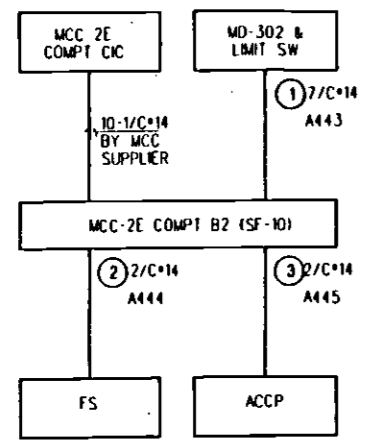 MCC 2E
COMPT CIC
MD-302 &
LIMIT SW
1 7/C#14
A443
10-1/C#14
BY MCC
SUPPLIER
MCC-2E COMPT B2 (SF-10)
2 2/C#14
A444
3 2/C#14
A445
FS
ACCP